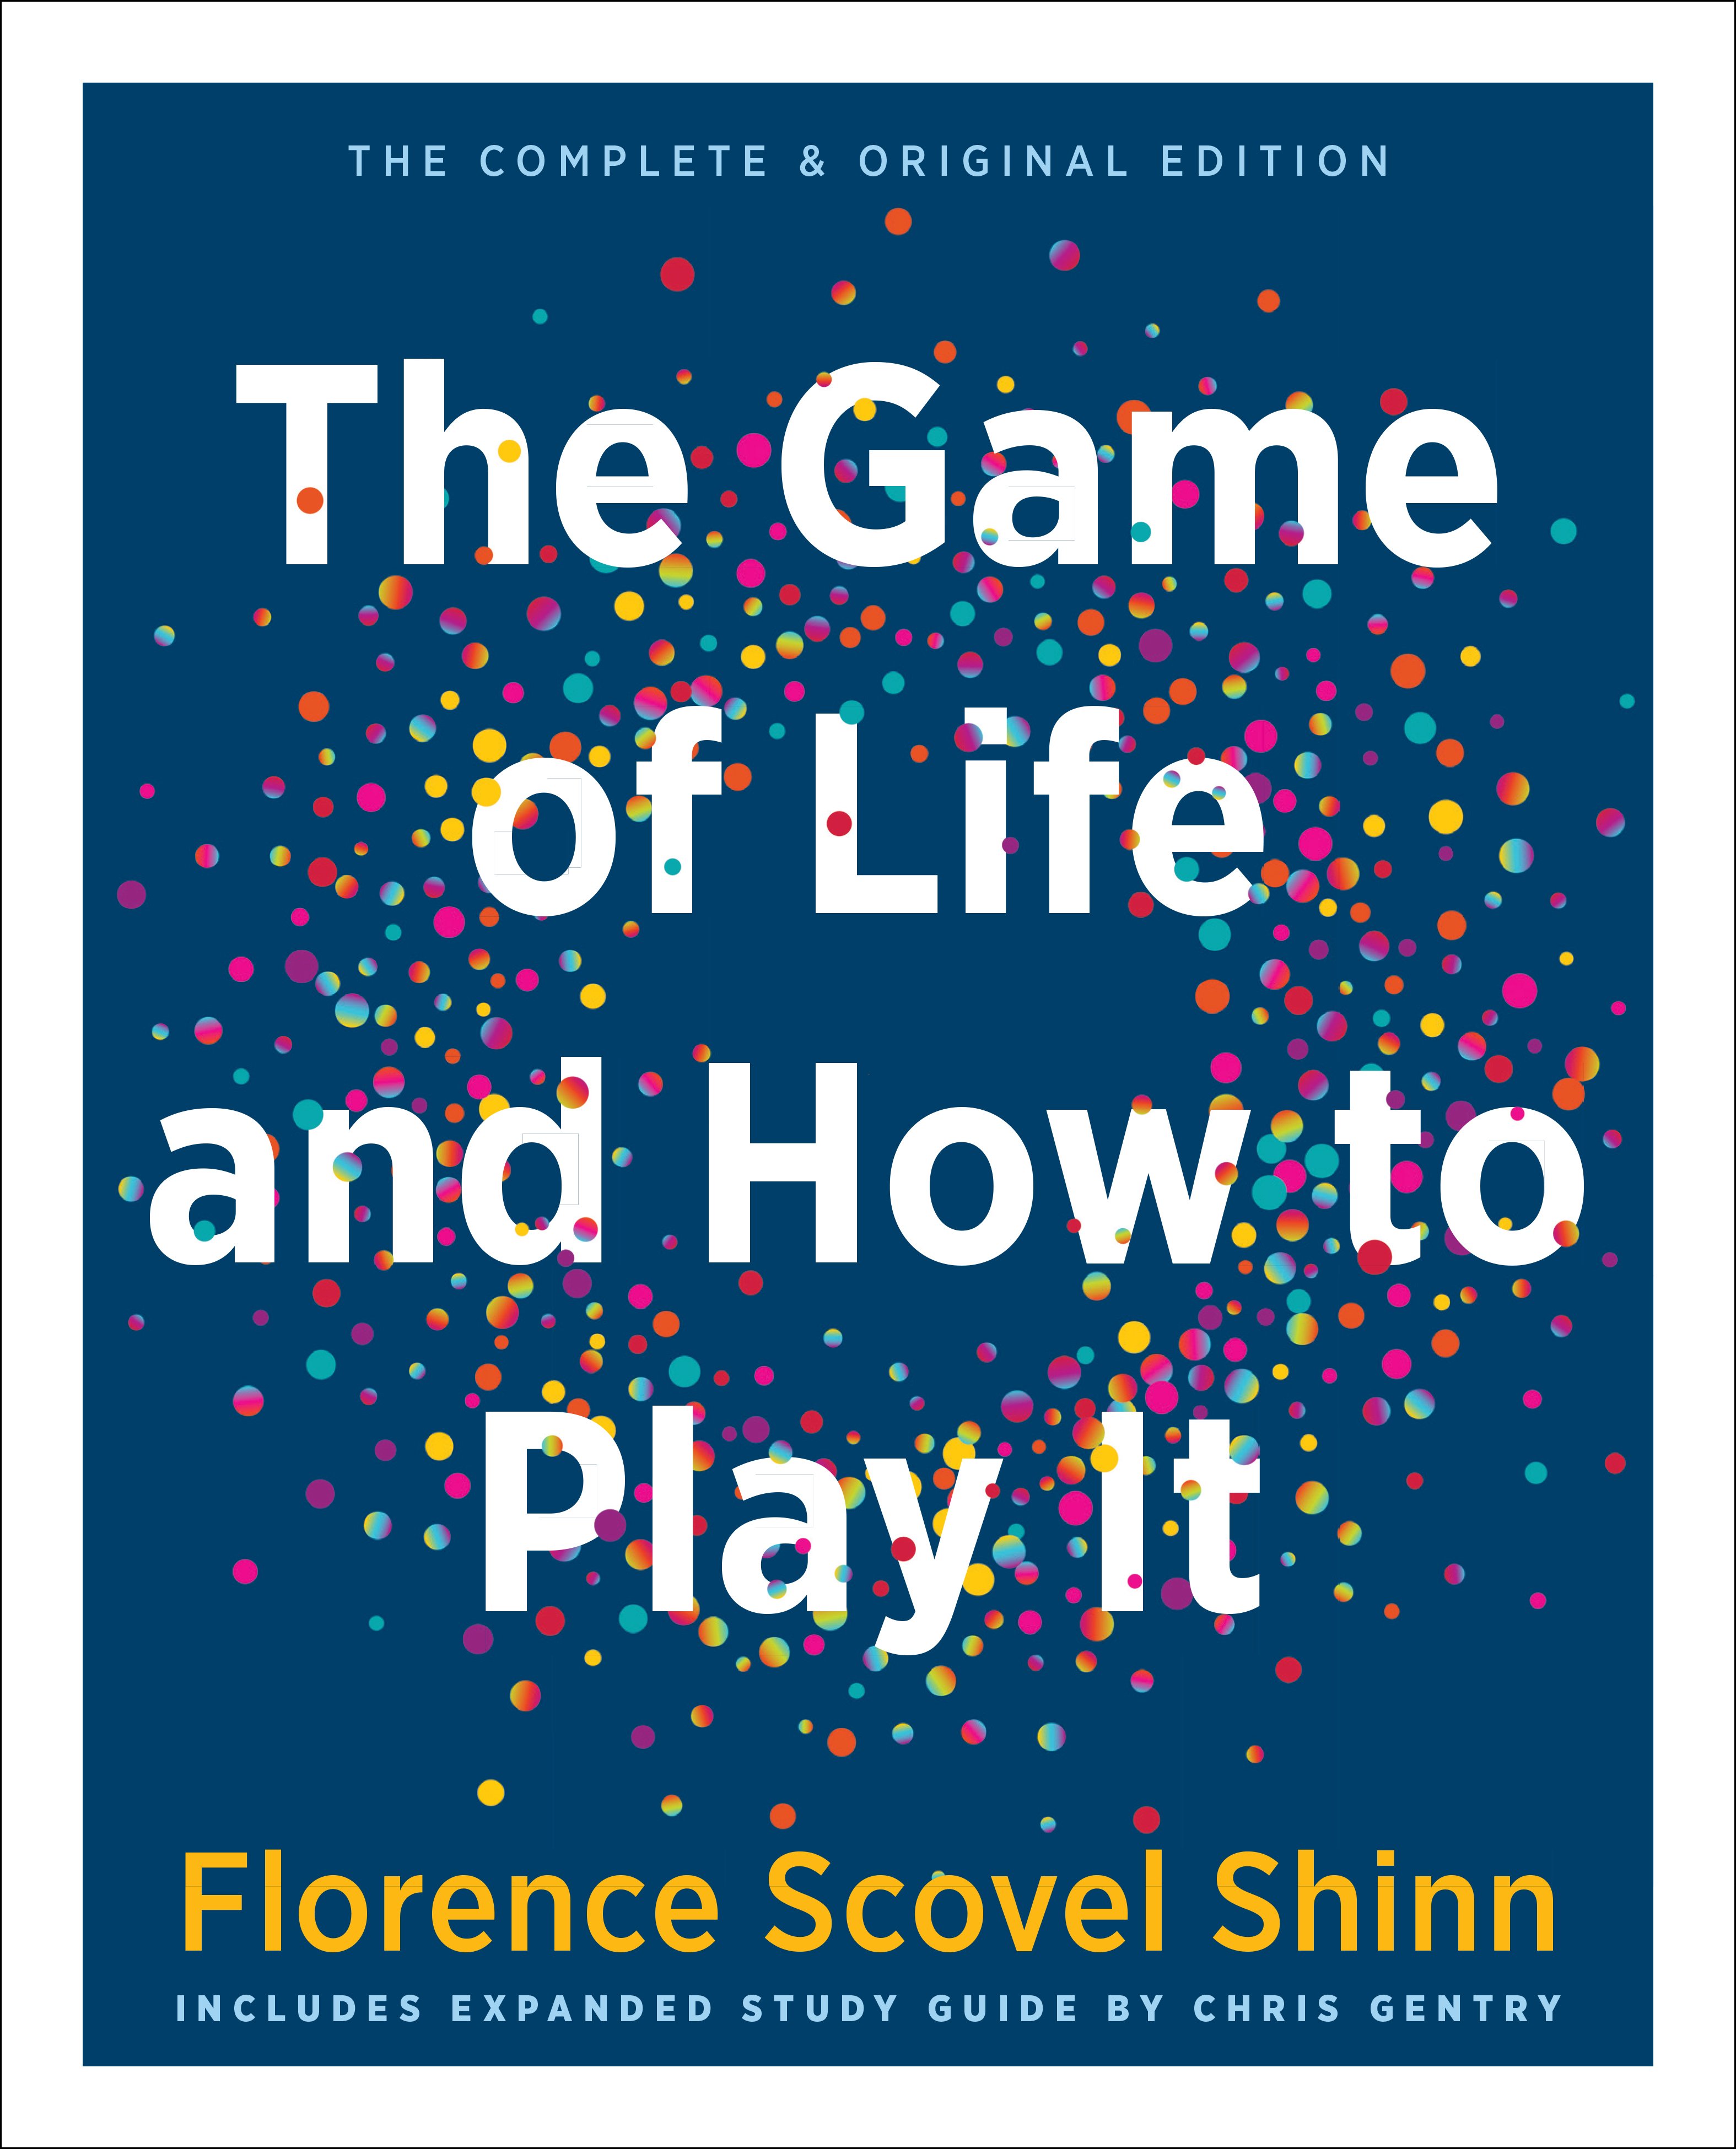 THE COMPLETE & ORIGINAL EDITION
The Game
of Life
and How to
Play It
Florence Scovel Shinn
INCLUDES EXPANDED STUDY GUIDE BY CHRIS GENTRY